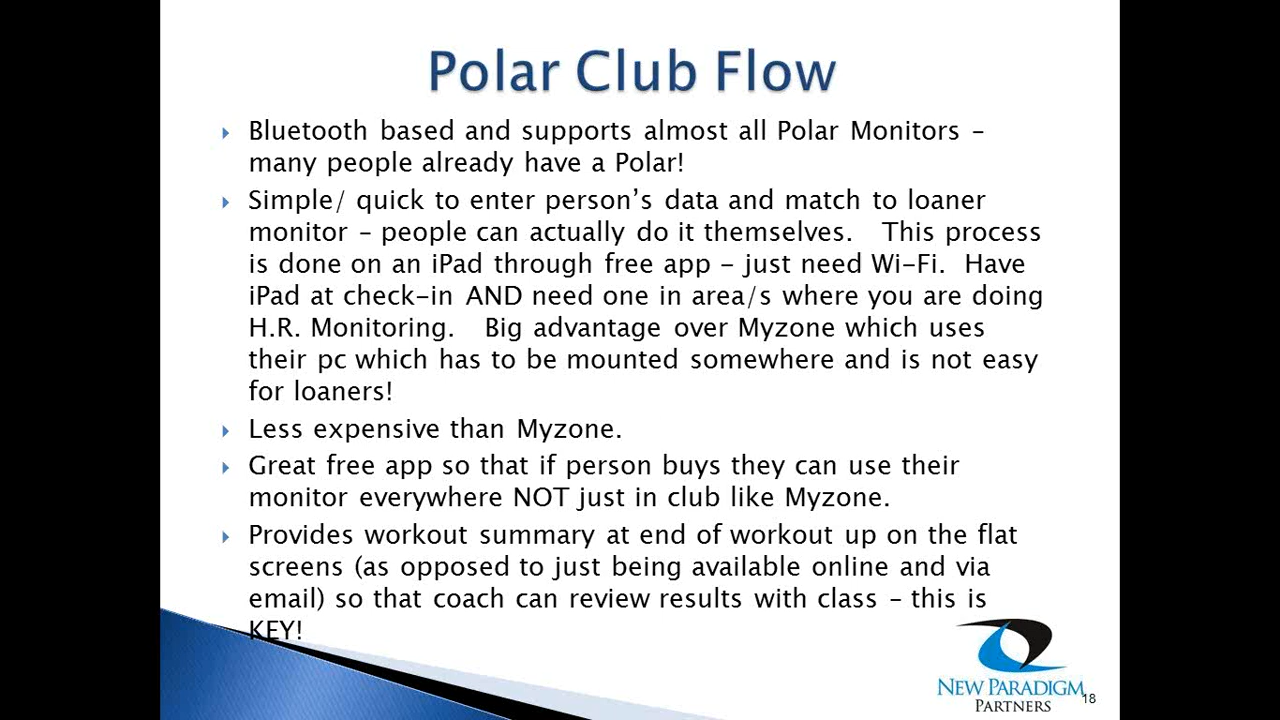 Polar Club Flow
Bluetooth based and supports almost all Polar Monitors –
many people already have a Polar!
Simple/ quick to enter person’s data and match to loaner
monitor – people can actually do it themselves.   This process
is done on an iPad through free app – just need Wi-Fi.  Have
iPad at check-in AND need one in area/s where you are doing
H.R. Monitoring.   Big advantage over Myzone which uses
their pc which has to be mounted somewhere and is not easy
for loaners!
Less expensive than Myzone.
Great free app so that if person buys they can use their
monitor everywhere NOT just in club like Myzone.
Provides workout summary at end of workout up on the flat
screens (as opposed to just being available online and via
email) so that coach can review results with class – this is
KEY!
NEW PARADIGM
PARTNERS
18